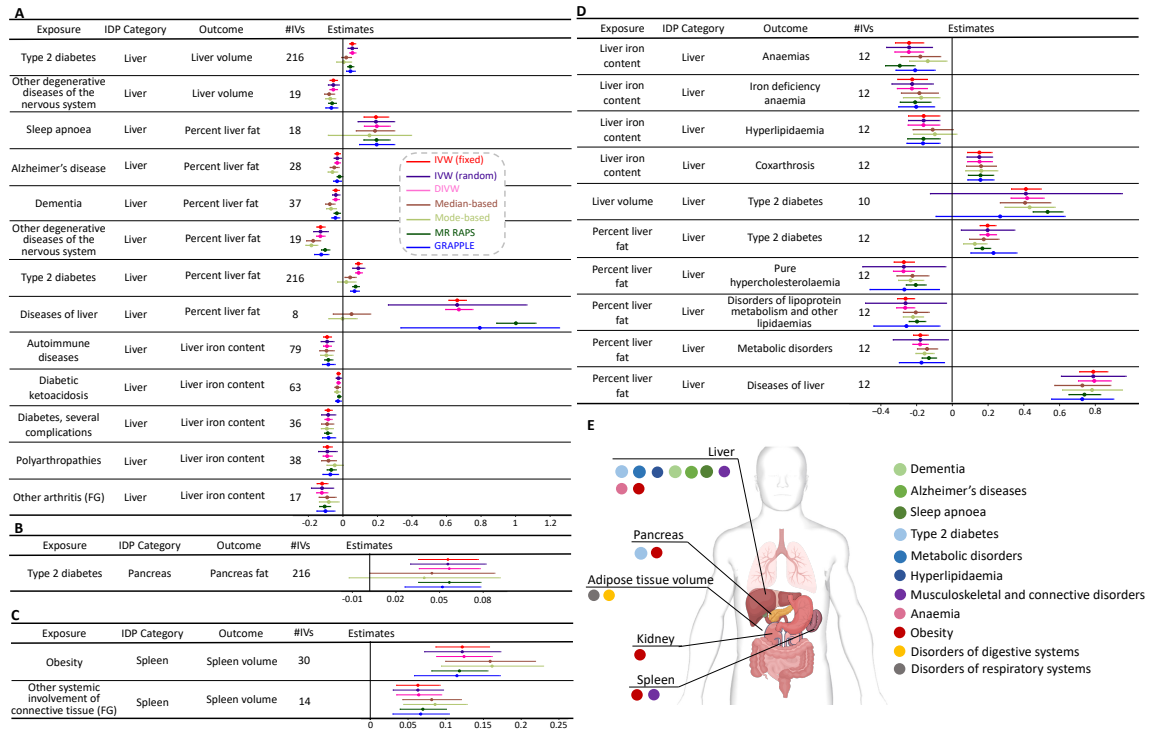 A
Exposure IDP Category Outcome #IVs Estimates
Type 2 diabetes Liver Liver volume 216
Other degenerative
diseases of the
nervous system Liver Liver volume 19
Sleep apnoea Liver Percent liver fat 18
Alzheimer's disease Liver Percent liver fat 28
Dementia Liver Percent liver fat 37
Other degenerative
diseases of the
nervous system Liver Percent liver fat 19
Type 2 diabetes Liver Percent liver fat 216
Diseases of liver Liver Percent liver fat 8
Autoimmune
diseases Liver Liver iron content 79
Diabetic
ketoacidosis Liver Liver iron content 63
Diabetes, several
complications Liver Liver iron content 36
Polyarthropathies Liver Liver iron content 38
Other arthritis (FG) Liver Liver iron content 17
-0.2 0 0.2 -0.4 0.6 0.8 1 1.2
IVW (fixed)
IVW (random)
DIVW
Median-based
Mode-based
MR RAPS
GRAPPLE
B
Exposure IDP Category Outcome #IVs Estimates
Type 2 diabetes Pancreas Pancreas fat 216
-0.01 0.02 0.05 0.08
C
Exposure IDP Category Outcome #IVs Estimates
Obesity Spleen Spleen volume 30
Other systemic
involvement of
connective tissue (FG) Spleen Spleen volume 14
0 0.05 0.1 0.15 0.2 0.25
D
Exposure IDP Category Outcome #IVs Estimates
Liver iron
content Liver Anaemias 12
Liver iron
content Liver Iron deficiency
anaemia 12
Liver iron
content Liver Hyperlipidaemia 12
Liver iron
content Liver Coxarthrosis 12
Liver volume Liver Type 2 diabetes 10
Percent liver
fat Liver Type 2 diabetes 12
Percent liver
fat Liver Pure
hypercholesterolaemia 12
Percent liver
fat Liver Disorders of lipoprotein
metabolism and other
lipidaemias 12
Percent liver
fat Liver Metabolic disorders 12
Percent liver
fat Liver Diseases of liver 12
−0.4 −0.2 0 0.2 0.4 0.6 0.8
E
Liver
Pancreas
Adipose tissue volume
Kidney
Spleen
Dementia
Alzheimer's diseases
Sleep apnoea
Type 2 diabetes
Metabolic disorders
Hyperlipidaemia
Musculoskeletal and connective disorders
Anaemia
Obesity
Disorders of digestive systems
Disorders of respiratory systems